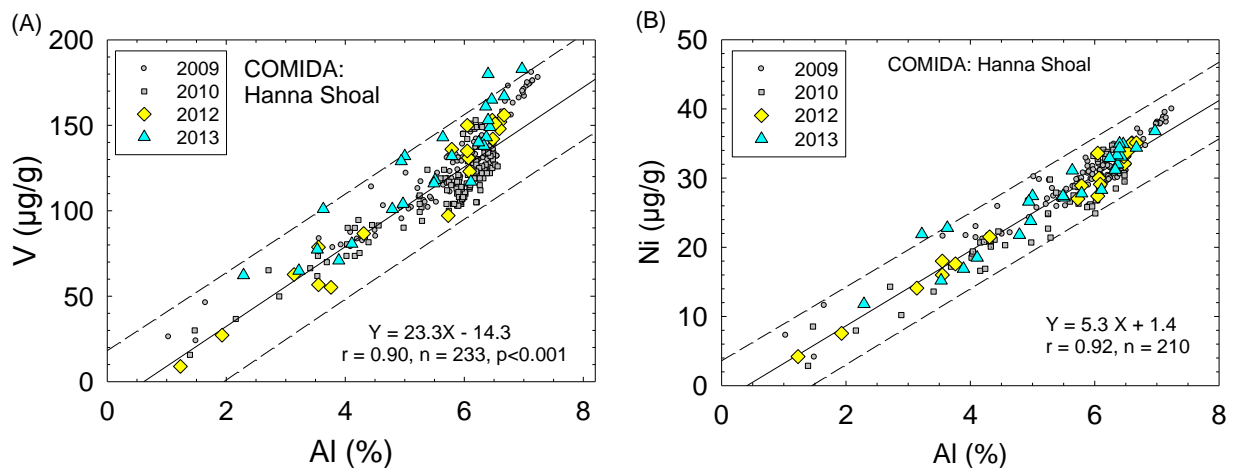 (A)
200
150
100
50
0
V (µg/g)
2009
2010
2012
2013
COMIDA:
Hanna Shoal
Y = 23.3X - 14.3
r = 0.90, n = 233, p<0.001
0 2 4 6 8
Al (%)
(B)
50
40
30
20
10
0
Ni (µg/g)
2009
2010
2012
2013
COMIDA: Hanna Shoal
Y = 5.3 X + 1.4
r = 0.92, n = 210
0 2 4 6 8
Al (%)